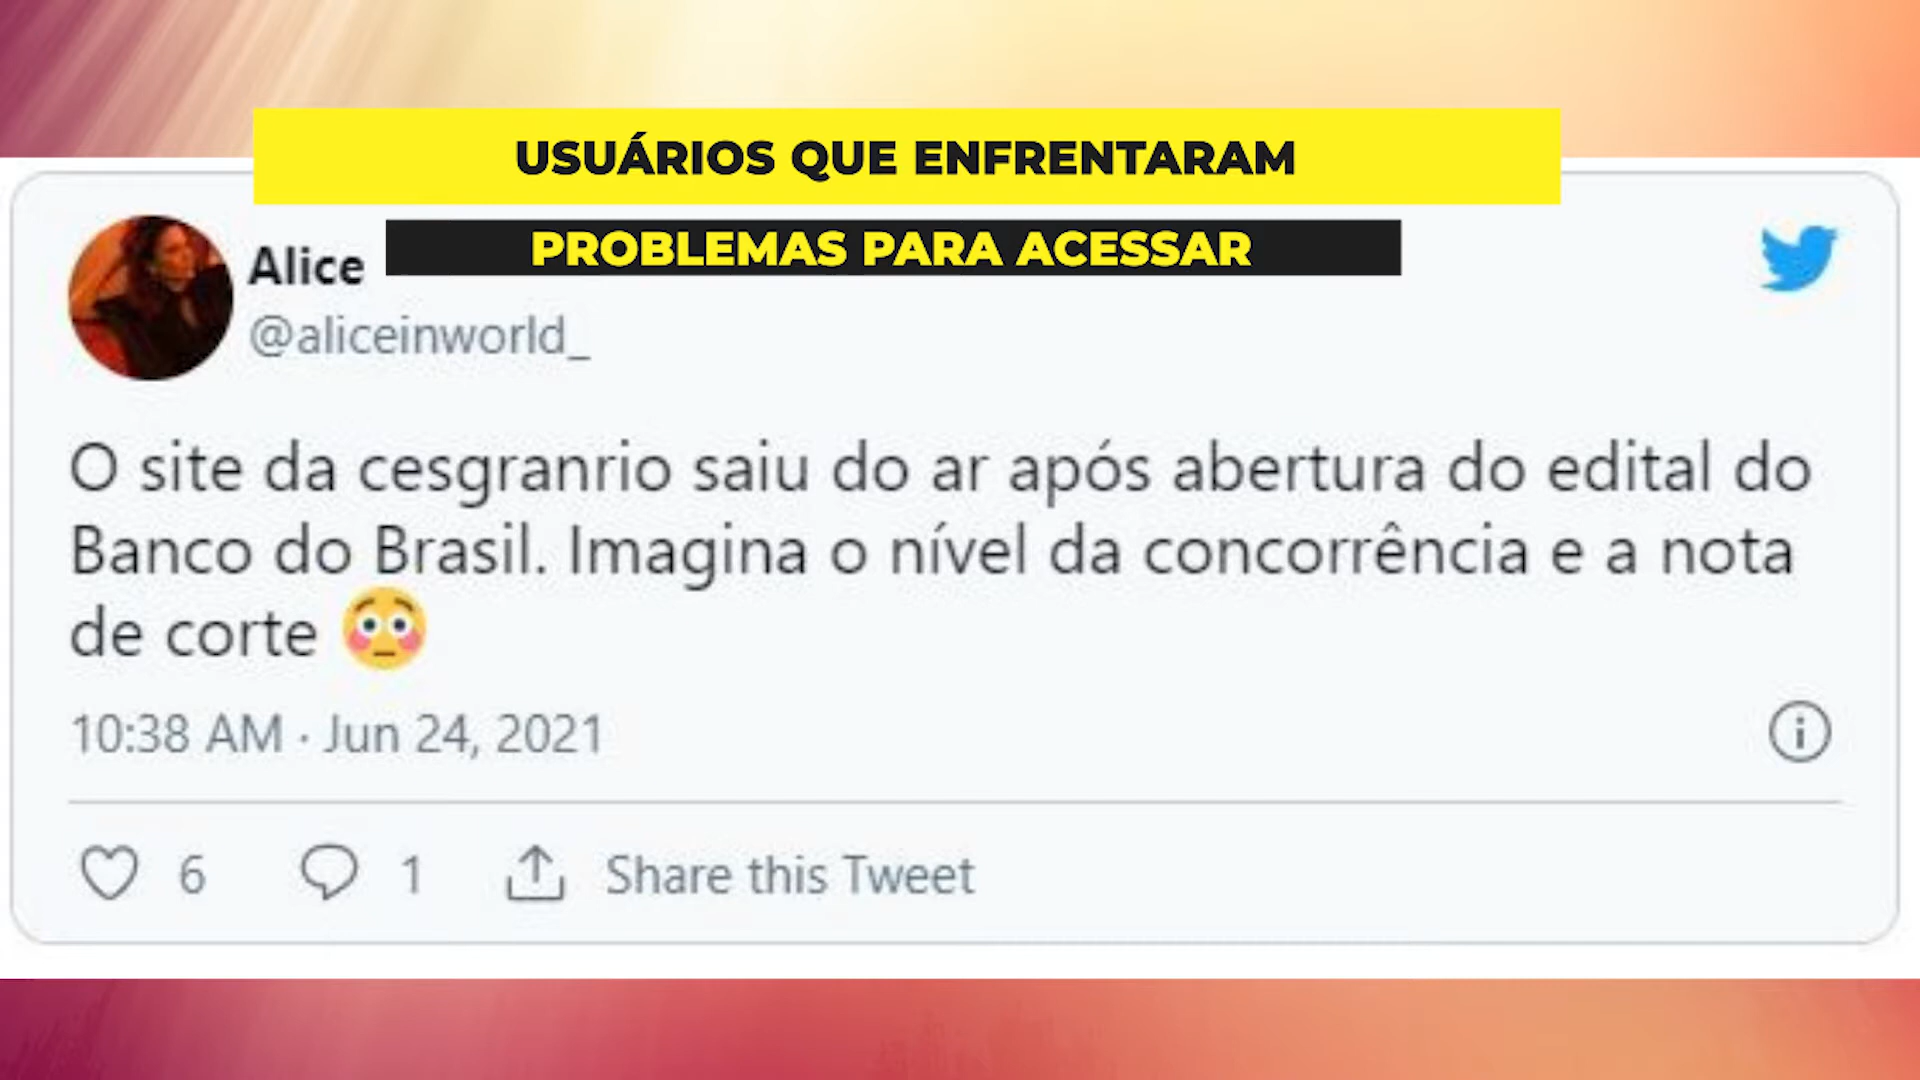 USUÁRIOS QUE ENFRENTARAM
PROBLEMAS PARA ACESSAR
Alice
@aliceinworld_
O site da cesgranrio saiu do ar após abertura do edital do
Banco do Brasil. Imagina o nível da concorrência e a nota
de corte 😳
10:38 AM · Jun 24, 2021
6 1 Share this Tweet